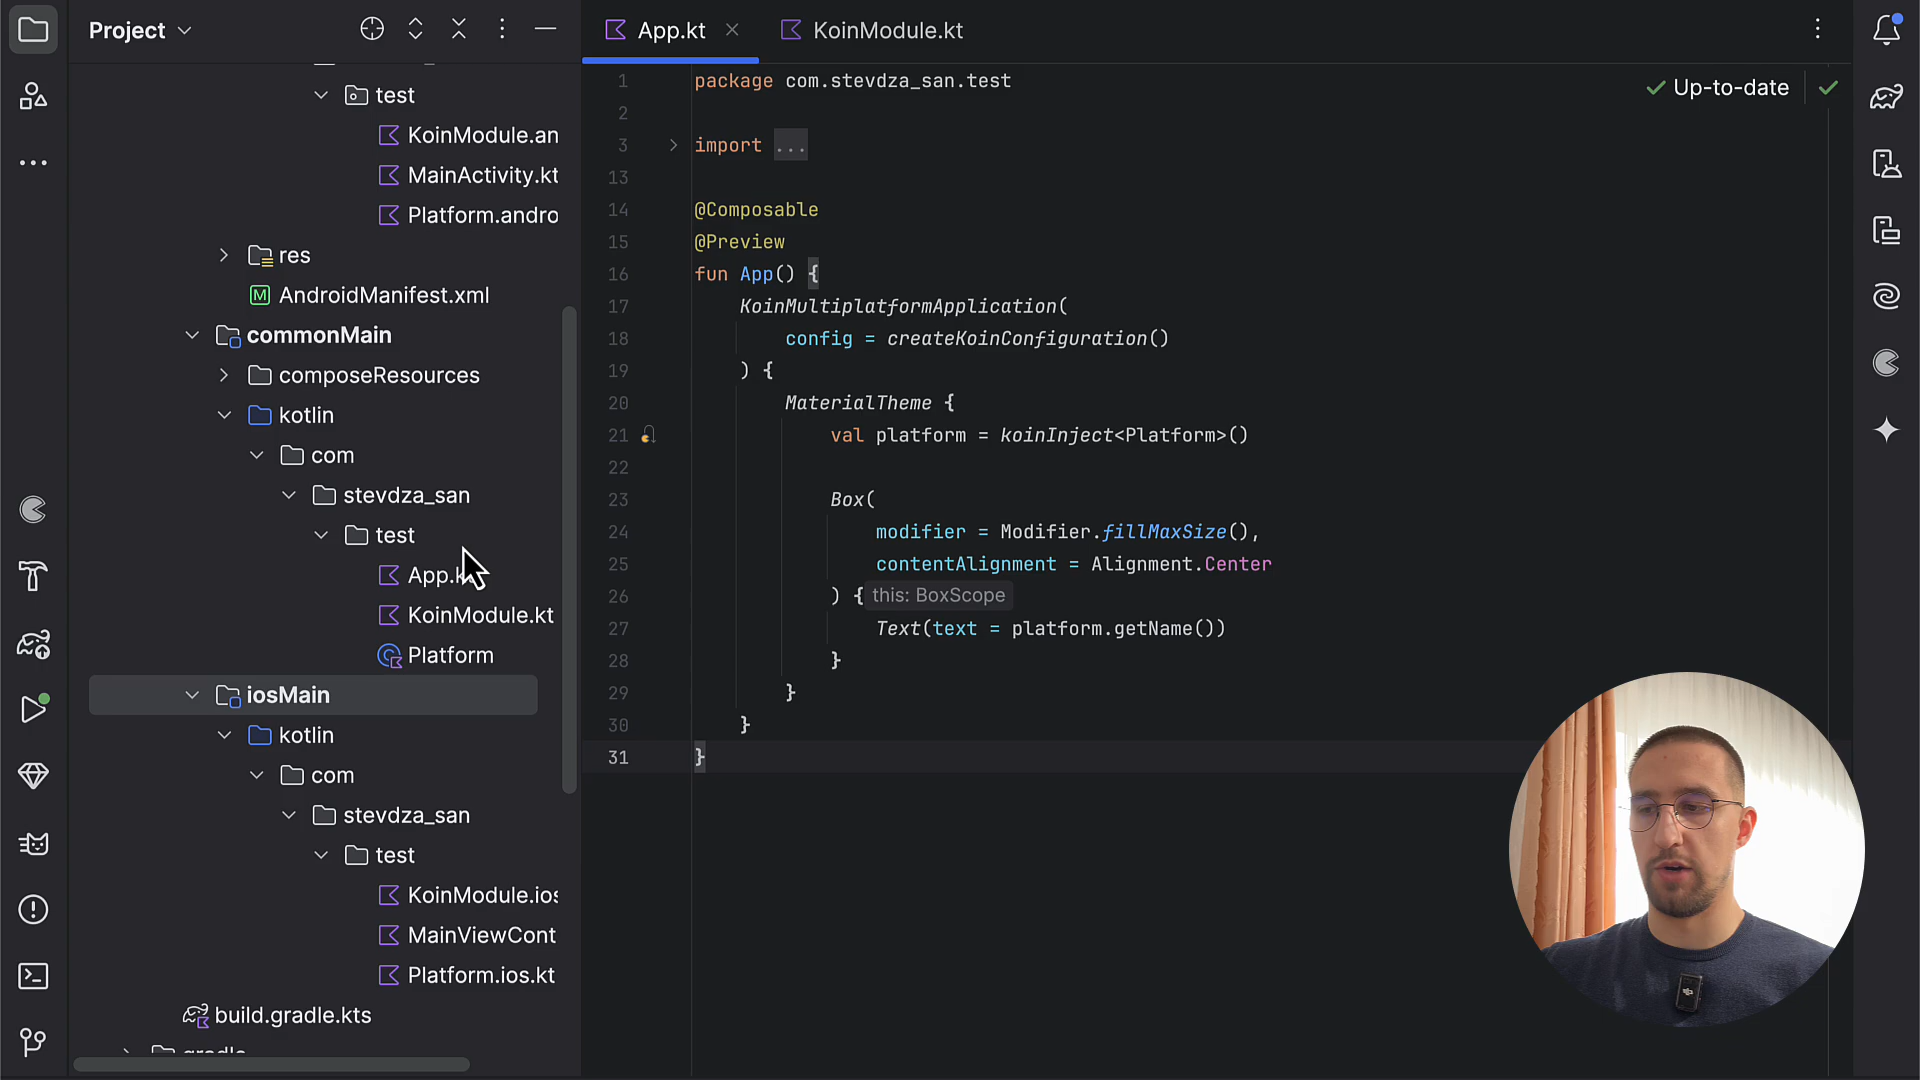 Project
App.kt
KoinModule.kt
test
KoinModule.an
MainActivity.kt
Platform.andro
res
AndroidManifest.xml
commonMain
composeResources
kotlin
com
stevdza_san
test
App.k
KoinModule.kt
Platform
iosMain
kotlin
com
stevdza_san
test
KoinModule.ios
MainViewCont
Platform.ios.kt
build.gradle.kts
gradle
Up-to-date
1 package com.stevdza_san.test
2
3 import ...
13
14 @Composable
15 @Preview
16 fun App() {
17 KoinMultiplatformApplication(
18 config = createKoinConfiguration()
19 ) {
20 MaterialTheme {
21 val platform = koinInject<Platform>()
22
23 Box(
24 modifier = Modifier.fillMaxSize(),
25 contentAlignment = Alignment.Center
26 ) { this: BoxScope
27 Text(text = platform.getName())
28 }
29 }
30 }
31 }